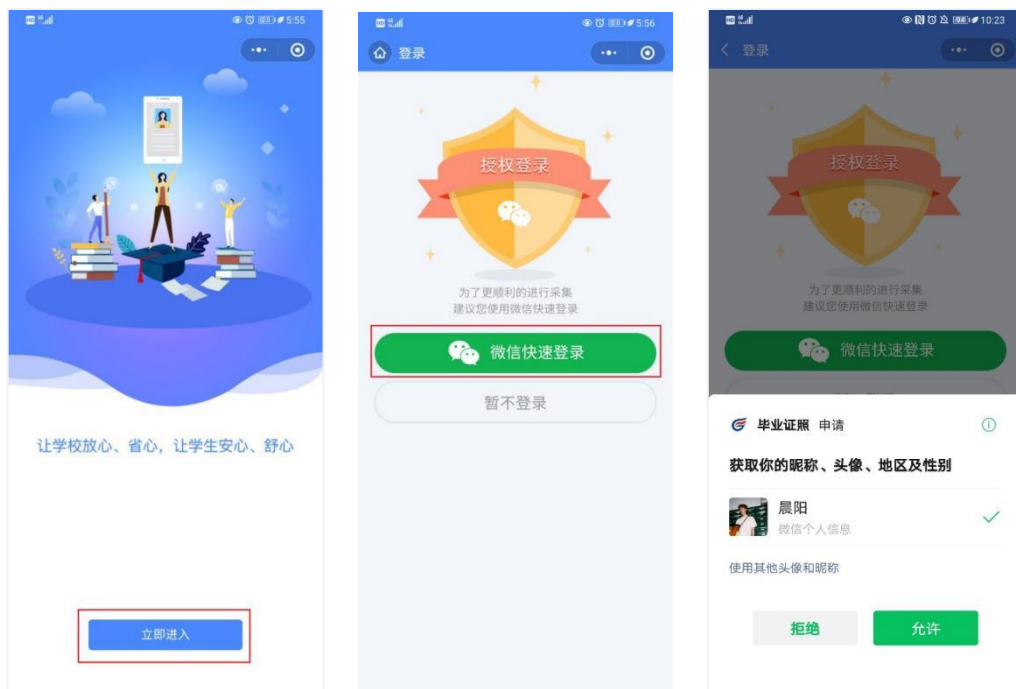 5:55
让学校放心、省心，让学生安心、舒心
立即进入
5:56
登录
授权登录
为了更顺利的进行采集
建议您使用微信快速登录
微信快速登录
暂不登录
10:23
登录
授权登录
为了更顺利的进行采集
建议您使用微信快速登录
微信快速登录
毕业证照 申请
获取你的昵称、头像、地区及性别
晨阳
微信个人信息
使用其他头像和昵称
拒绝
允许